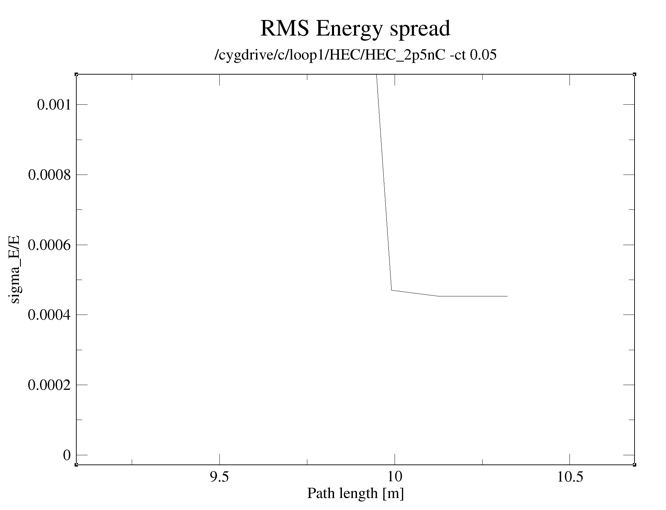 RMS Energy spread
/cygdrive/c/loop1/HEC/HEC_2p5nC -ct 0.05
0.001
0.0008
0.0006
0.0004
0.0002
0
sigma_E/E
9.5 10 10.5
Path length [m]